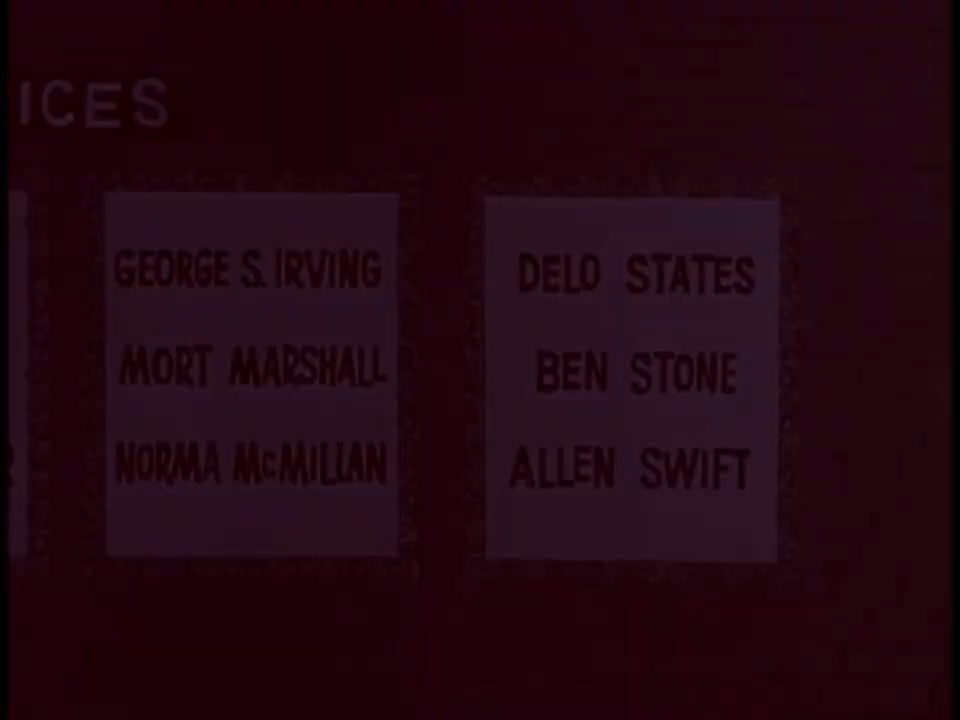 ICES
GEORGE S. IRVING
MORT MARSHALL
NORMA McMILLAN
DELO STATES
BEN STONE
ALLEN SWIFT